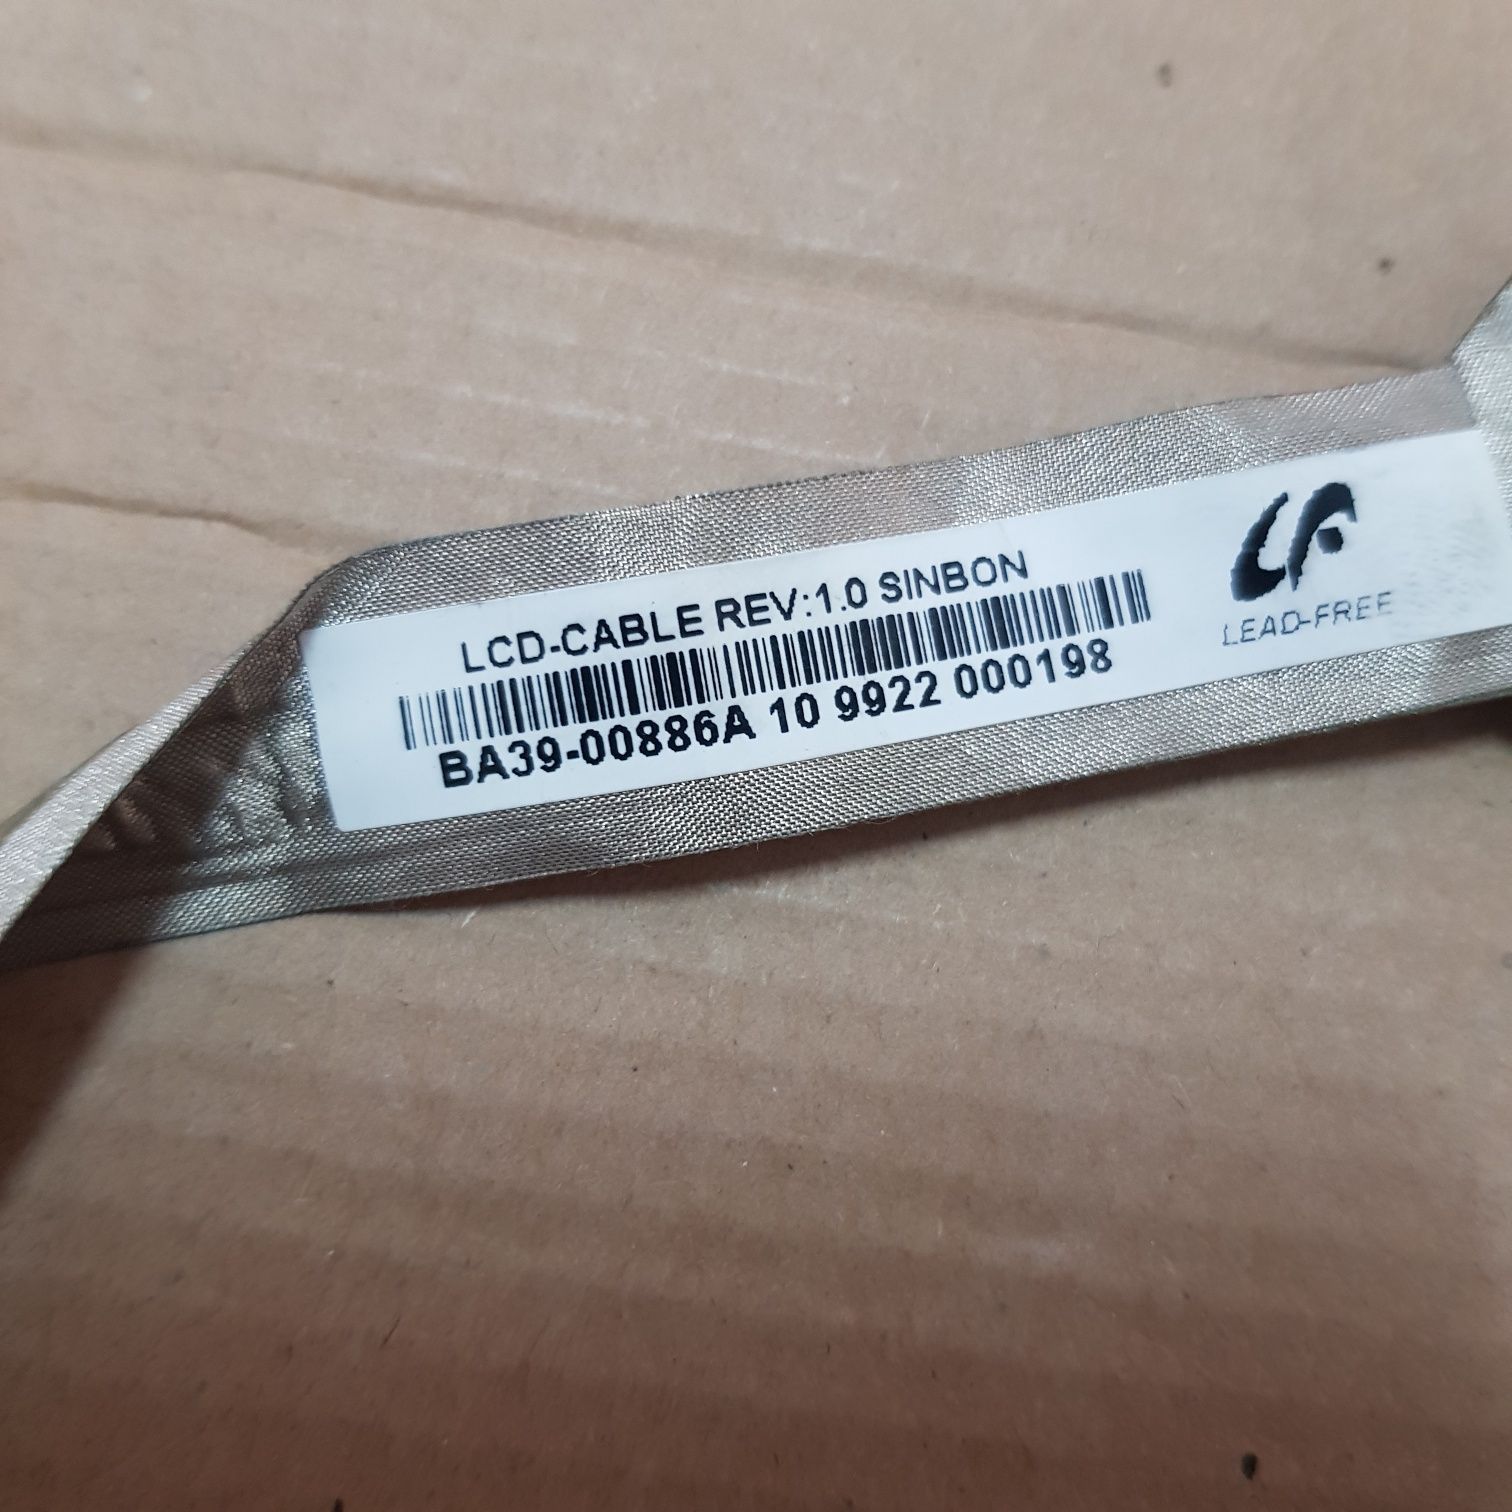 LCD-CABLE REV:1.0 SINBON
BA39-00886A 10 9922 000198
LF
LEAD-FREE